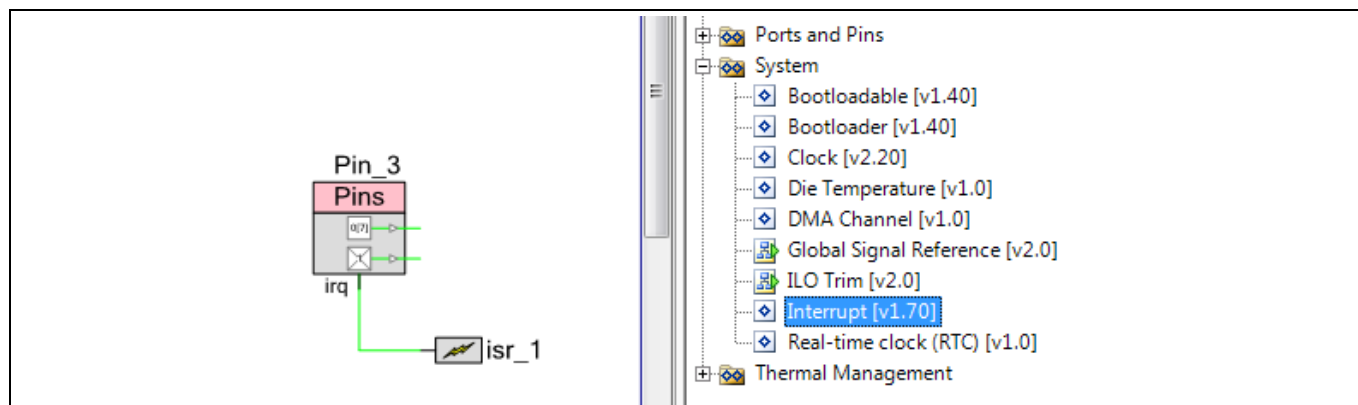 Pin_3
Pins
0[7]
irq
isr_1
Ports and Pins
System
Bootloadable [v1.40]
Bootloader [v1.40]
Clock [v2.20]
Die Temperature [v1.0]
DMA Channel [v1.0]
Global Signal Reference [v2.0]
ILO Trim [v2.0]
Interrupt [v1.70]
Real-time clock (RTC) [v1.0]
Thermal Management